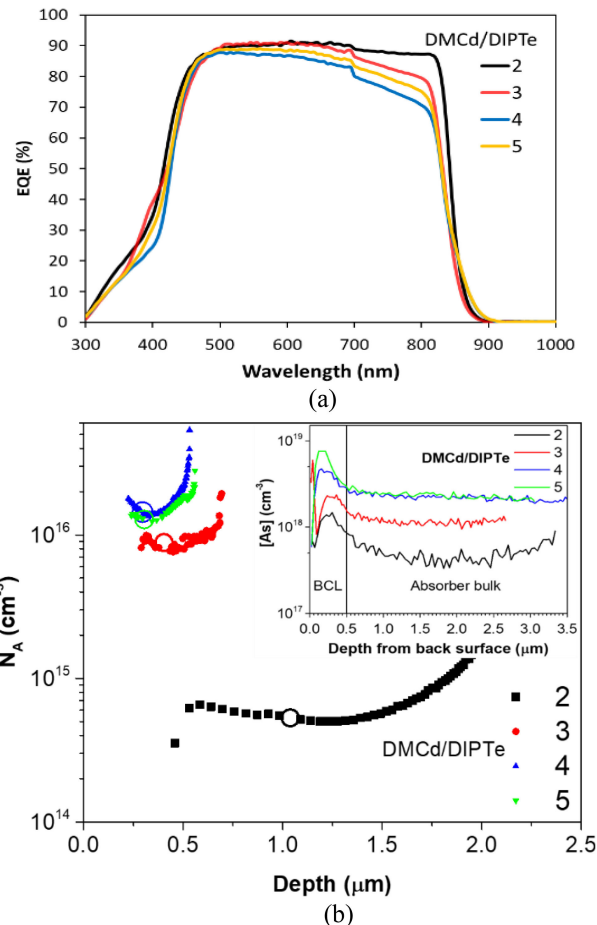 (a)
DMCd/DIPTe
2
3
4
5
EQE (%)
100
90
80
70
60
50
40
30
20
10
0
300 400 500 600 700 800 900 1000
Wavelength (nm)
(a)
N_A (cm⁻³)
10¹⁶
10¹⁵
10¹⁴
0.0 0.5 1.0 1.5 2.0 2.5
Depth (μm)
DMCd/DIPTe
2
3
4
5
[As] (cm⁻³)
10¹⁹
10¹⁸
10¹⁷
DMCd/DIPTe
2
3
4
5
BCL
Absorber bulk
0.0 0.5 1.0 1.5 2.0 2.5 3.0 3.5
Depth from back surface (μm)
(b)